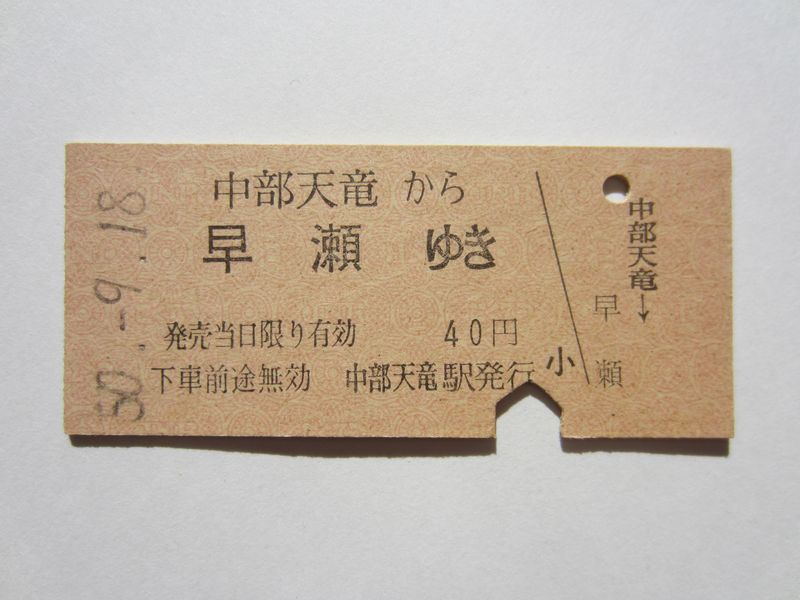 50.-9.18.
中部天竜 から
早瀬 ゆき
発売当日限り有効 40円
下車前途無効 中部天竜駅発行
小
中部天竜→
早瀬